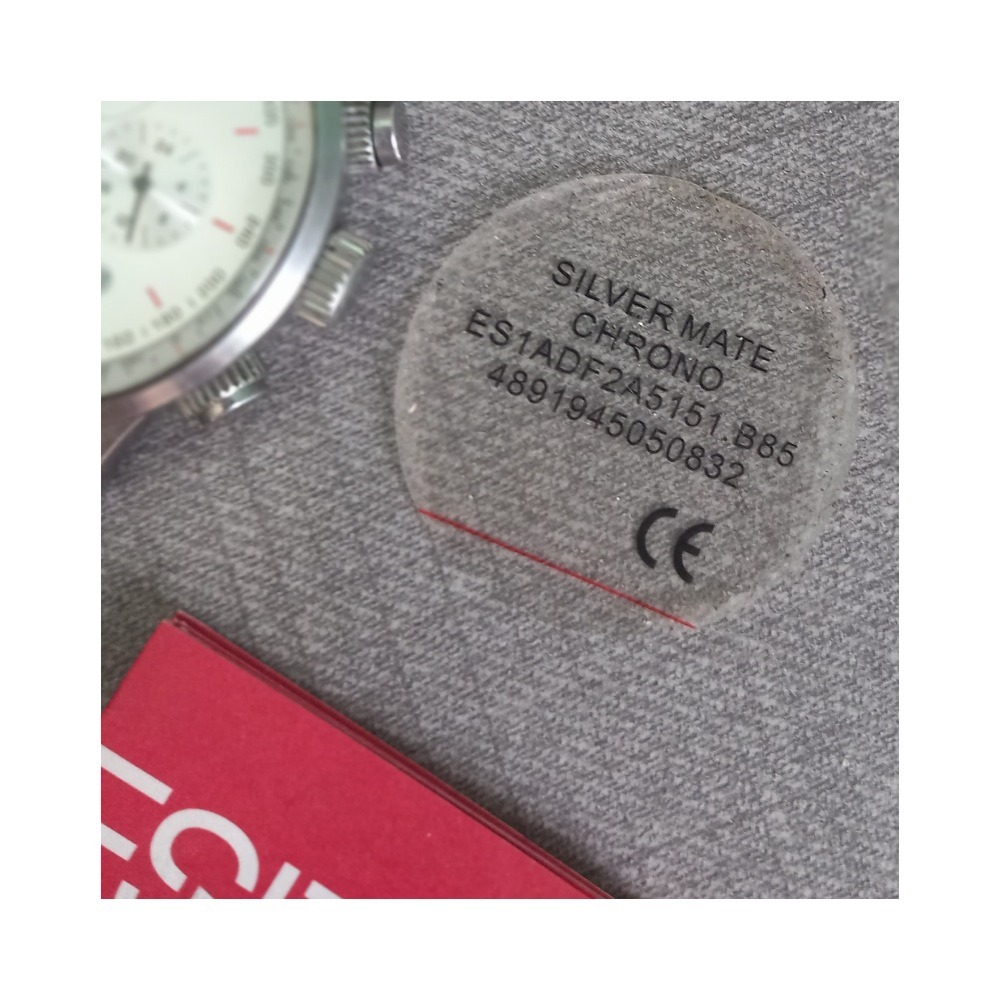 SILVER MATE
CHRONO
ES1ADF2A5151.B85
4891945050832
CE